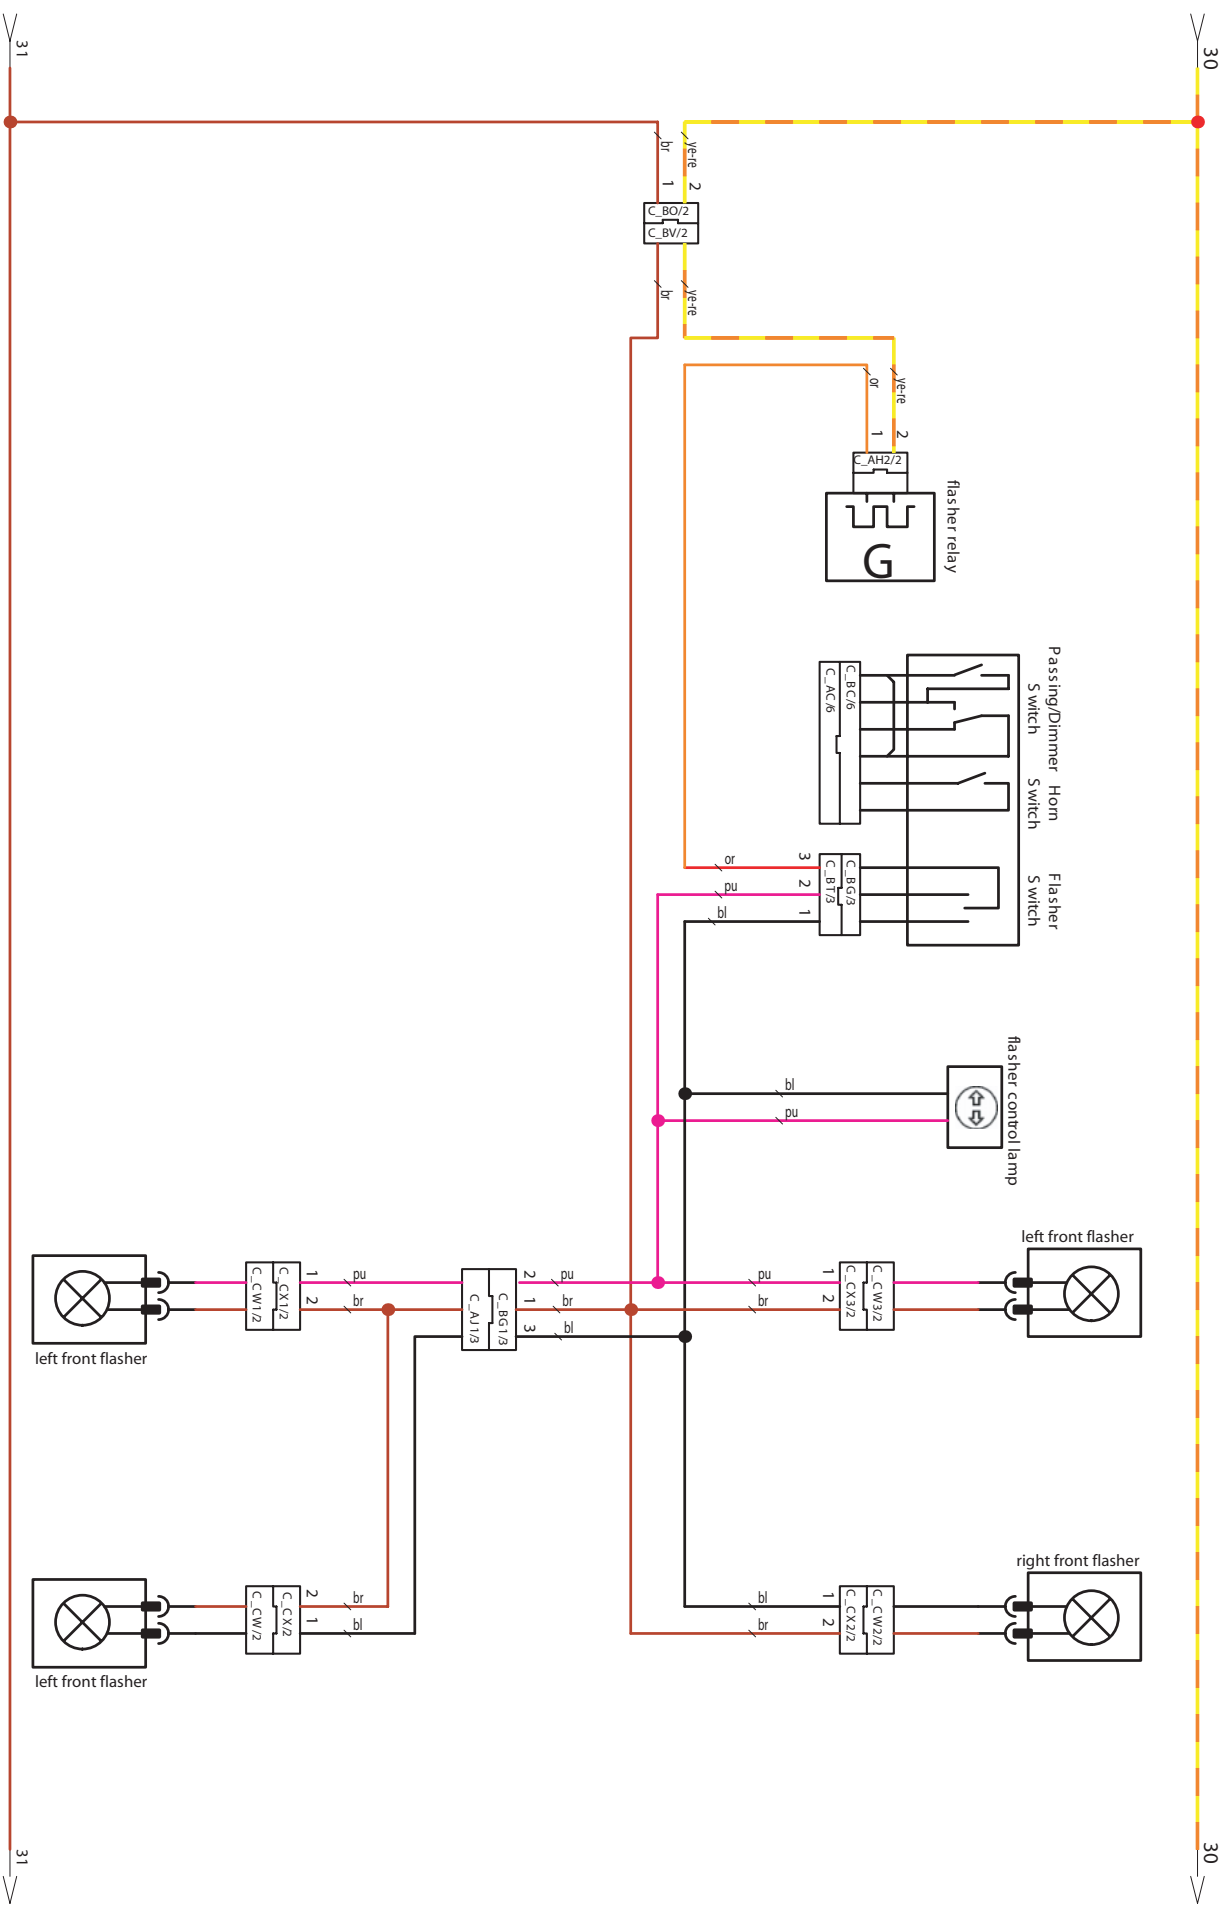 31
30
br
ye-re
1
2
C_BO/2
C_BV/2
br
ye-re
or
ye-re
1
2
C_AH2/2
flasher relay
G
Passing/Dimmer
Switch
Horn
Switch
Flasher
Switch
C_BC/6
C_AC/6
or
3
pu
2
bl
1
C_BG/3
C_BT/3
flasher control lamp
bl
pu
left front flasher
C_CW1/2
C_CX1/2
1
2
pu
br
C_BG1/3
C_AJ1/3
2
1
3
pu
br
bl
pu
br
1
2
C_CX3/2
C_CW3/2
left front flasher
right front flasher
C_CW/2
C_CX/2
2
1
br
bl
bl
br
1
2
C_CX2/2
C_CW2/2
left front flasher
31
30